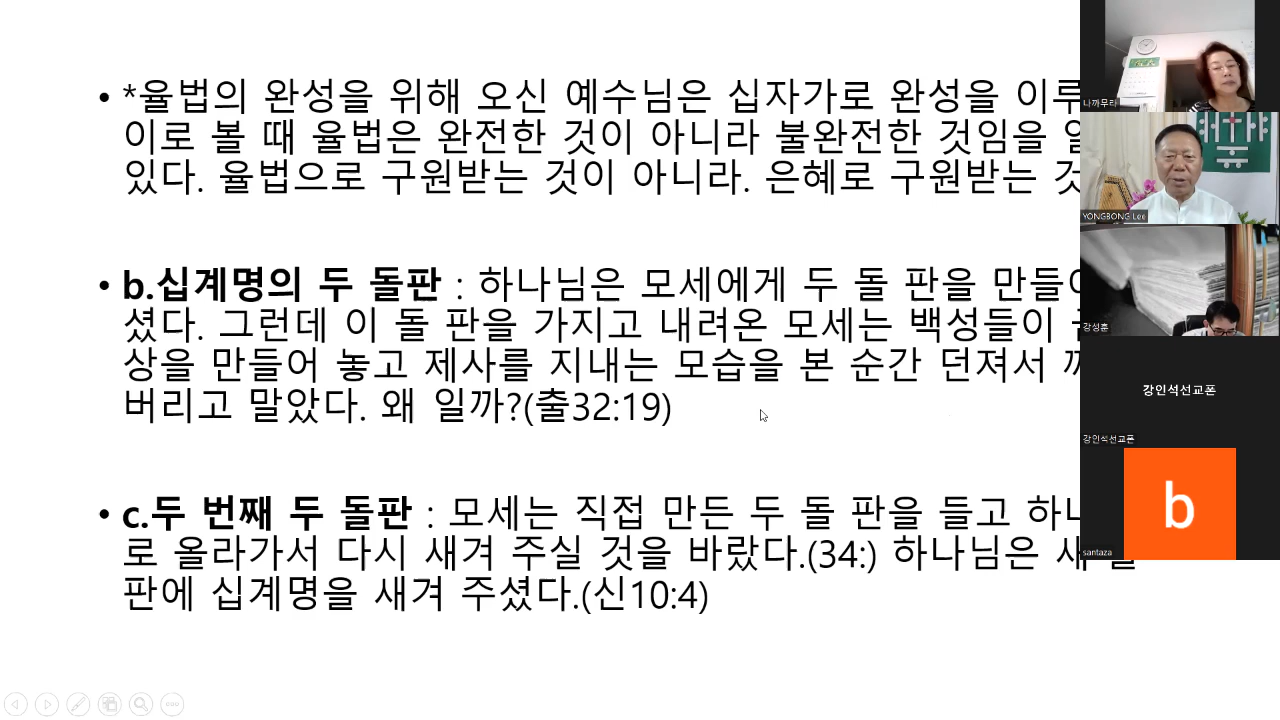 • *율법의 완성을 위해 오신 예수님은 십자가로 완성을 이루
이로 볼 때 율법은 완전한 것이 아니라 불완전한 것임을
있다. 율법으로 구원받는 것이 아니라. 은혜로 구원받는
• b.십계명의 두 돌판 : 하나님은 모세에게 두 돌 판을
셨다. 그런데 이 돌 판을 가지고 내려온 모세는 백성들이
상을 만들어 놓고 제사를 지내는 모습을 본 순간 던져서
버리고 말았다. 왜 일까?(출32:19)
• c.두 번째 두 돌판 : 모세는 직접 만든 두 돌 판을 들고
로 올라가서 다시 새겨 주실 것을 바랐다.(34:) 하나님은
판에 십계명을 새겨 주셨다.(신10:4)
나까무라
YONGBONG Lee
강성훈
강인석선교폰
강인석선교폰
b
santaza